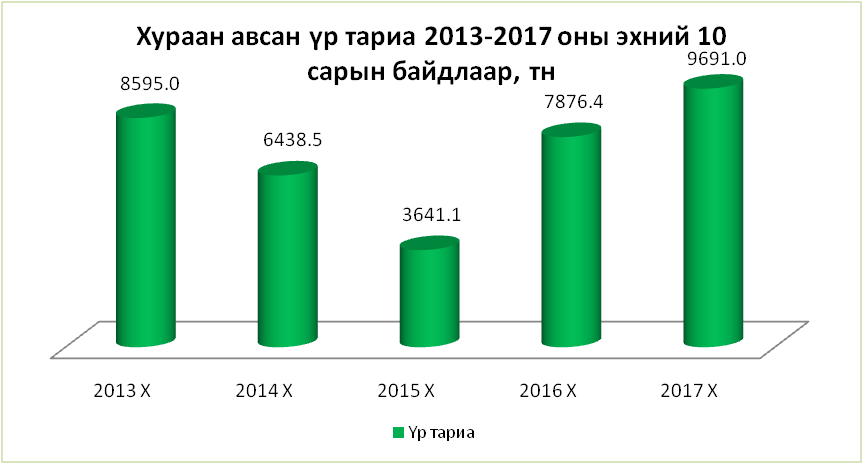 Хураан авсан үр тариа 2013-2017 оны эхний 10
сарын байдлаар, тн
8595.0
6438.5
3641.1
7876.4
9691.0
2013 X
2014 X
2015 X
2016 X
2017 X
Үр тариа